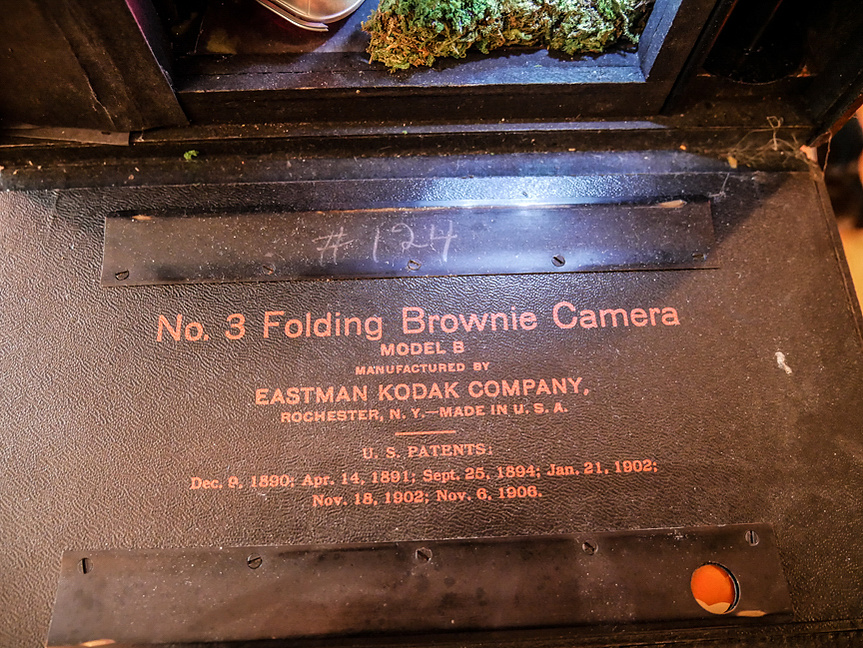 #124
No. 3 Folding Brownie Camera
MODEL B
MANUFACTURED BY
EASTMAN KODAK COMPANY,
ROCHESTER, N. Y.—MADE IN U. S. A.
U. S. PATENTS:
Dec. 9, 1890; Apr. 14, 1891; Sept. 25, 1894; Jan. 21, 1902;
Nov. 18, 1902; Nov. 6, 1906.